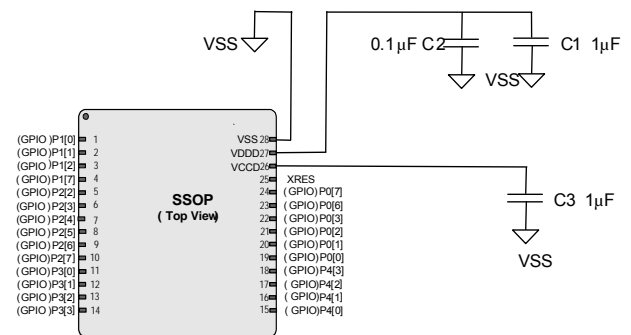 VSS
0.1μF C2
C1 1μF
VSS
(GPIO)P1[0] 1
(GPIO)P1[1] 2
(GPIO)P1[2] 3
(GPIO)P1[7] 4
(GPIO)P2[2] 5
(GPIO)P2[3] 6
(GPIO)P2[4] 7
(GPIO)P2[5] 8
(GPIO)P2[6] 9
(GPIO)P2[7] 10
(GPIO)P3[0] 11
(GPIO)P3[1] 12
(GPIO)P3[2] 13
(GPIO)P3[3] 14
SSOP
(Top View)
VSS 28
VDDD 27
VCCD 26
25 XRES
24 (GPIO)P0[7]
23 (GPIO)P0[6]
22 (GPIO)P0[3]
21 (GPIO)P0[2]
20 (GPIO)P0[1]
19 (GPIO)P0[0]
18 (GPIO)P4[3]
17 (GPIO)P4[2]
16 (GPIO)P4[1]
15 (GPIO)P4[0]
C3 1μF
VSS